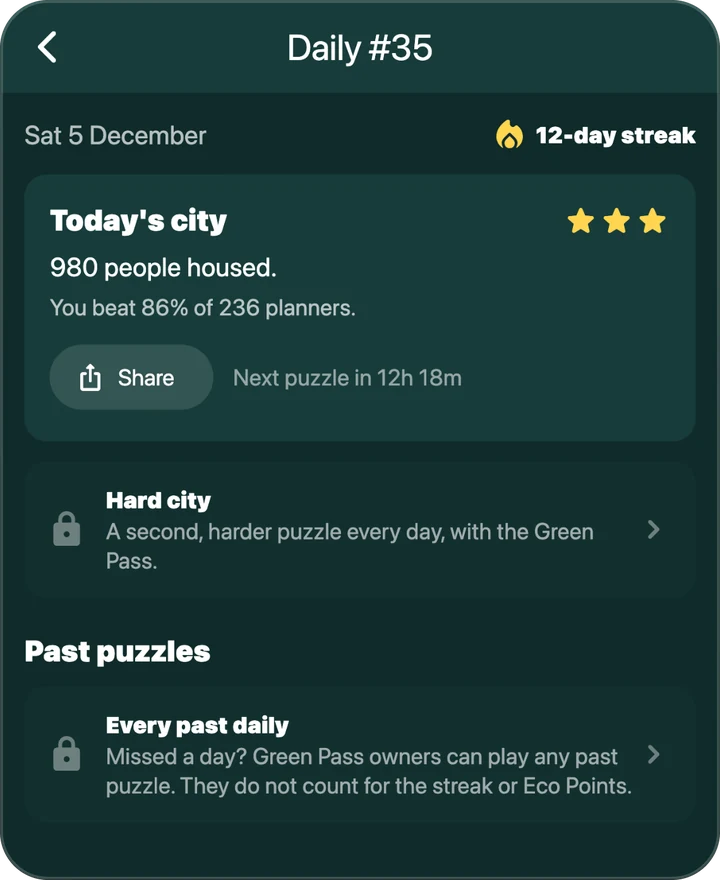 Daily #35
Sat 5 December
12-day streak
Today's city
980 people housed.
You beat 86% of 236 planners.
Share
Next puzzle in 12h 18m
Hard city
A second, harder puzzle every day, with the Green
Pass.
Past puzzles
Every past daily
Missed a day? Green Pass owners can play any past
puzzle. They do not count for the streak or Eco Points.